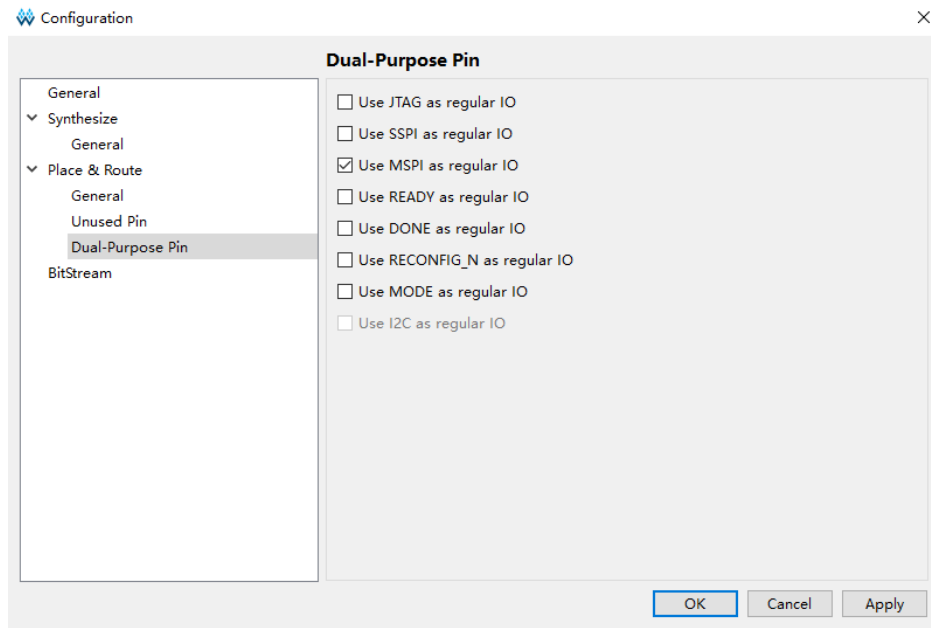 Configuration
Dual-Purpose Pin
General
Synthesize
General
Place & Route
General
Unused Pin
Dual-Purpose Pin
BitStream
Use JTAG as regular IO
Use SSPI as regular IO
Use MSPI as regular IO
Use READY as regular IO
Use DONE as regular IO
Use RECONFIG_N as regular IO
Use MODE as regular IO
Use I2C as regular IO
OK Cancel Apply